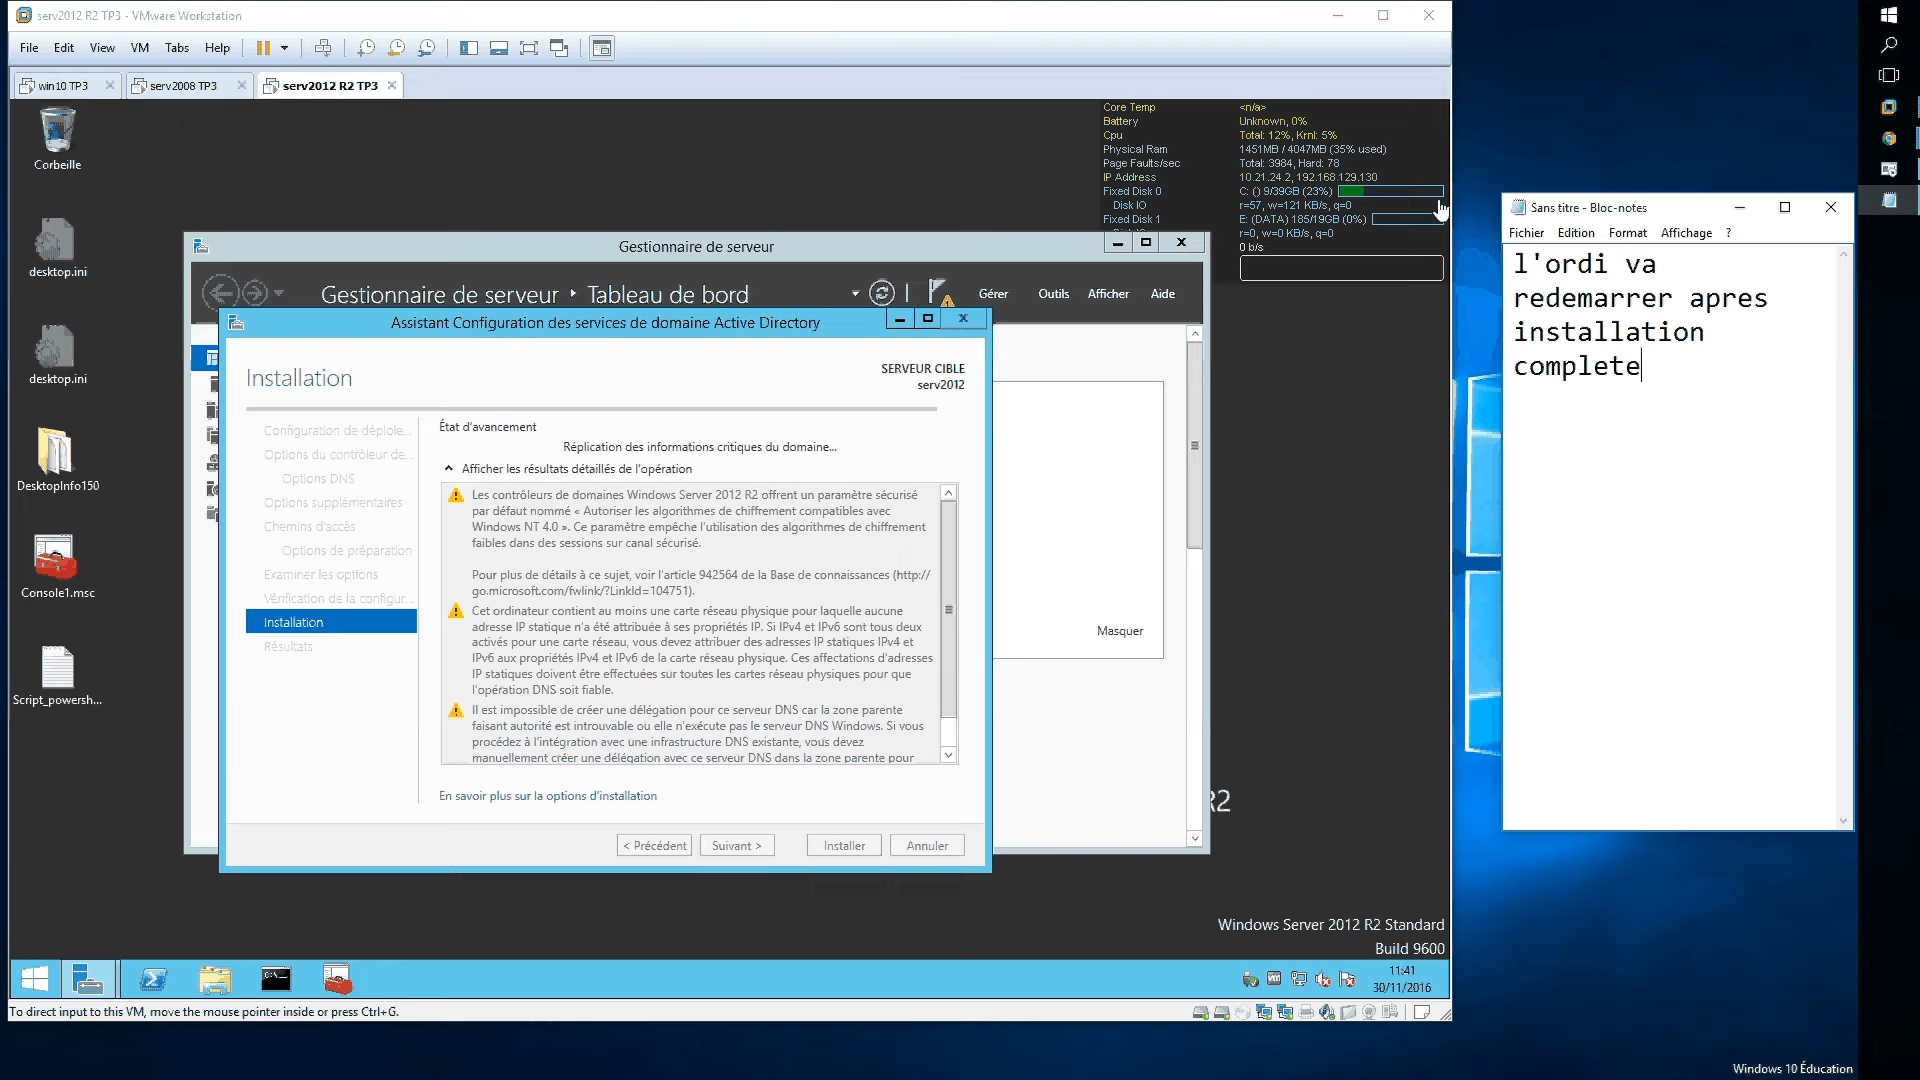 serv2012 R2 TP3 - VMware Workstation
File Edit View VM Tabs Help
win10 TP3
serv2008 TP3
serv2012 R2 TP3
Corbeille
desktop.ini
desktop.ini
DesktopInfo150
Console1.msc
Script_powersh...
Core Temp <n/a>
Battery Unknown, 0%
Cpu Total: 12%, Krnl: 5%
Physical Ram 1451MB / 4047MB (35% used)
Page Faults/sec Total: 3984, Hard: 78
IP Address 10.21.24.2, 192.168.129.130
Fixed Disk 0 C: () 9/39GB (23%)
Disk IO r=57, w=121 KB/s, q=0
Fixed Disk 1 E: (DATA) 185/19GB (0%)
r=0, w=0 KB/s, q=0
0 b/s
Gestionnaire de serveur
Gestionnaire de serveur ‣ Tableau de bord
Gérer Outils Afficher Aide
Assistant Configuration des services de domaine Active Directory
Installation
SERVEUR CIBLE
serv2012
Configuration de déploie...
Options du contrôleur de...
Options DNS
Options supplémentaires
Chemins d'accès
Options de préparation
Examiner les options
Vérification de la configur...
Installation
Résultats
État d'avancement
Réplication des informations critiques du domaine...
Afficher les résultats détaillés de l'opération
Les contrôleurs de domaines Windows Server 2012 R2 offrent un paramètre sécurisé
par défaut nommé « Autoriser les algorithmes de chiffrement compatibles avec
Windows NT 4.0 ». Ce paramètre empêche l'utilisation des algorithmes de chiffrement
faibles dans des sessions sur canal sécurisé.
Pour plus de détails à ce sujet, voir l'article 942564 de la Base de connaissances (http://
go.microsoft.com/fwlink/?LinkId=104751).
Cet ordinateur contient au moins une carte réseau physique pour laquelle aucune
adresse IP statique n'a été attribuée à ses propriétés IP. Si IPv4 et IPv6 sont tous deux
activés pour une carte réseau, vous devez attribuer des adresses IP statiques IPv4 et
IPv6 aux propriétés IPv4 et IPv6 de la carte réseau physique. Ces affectations d'adresses
IP statiques doivent être effectuées sur toutes les cartes réseau physiques pour que
l'opération DNS soit fiable.
Il est impossible de créer une délégation pour ce serveur DNS car la zone parente
faisant autorité est introuvable ou elle n'exécute pas le serveur DNS Windows. Si vous
procédez à l'intégration avec une infrastructure DNS existante, vous devez
manuellement créer une délégation avec ce serveur DNS dans la zone parente pour
En savoir plus sur la options d'installation
< Précédent
Suivant >
Installer
Annuler
Masquer
R2
Windows Server 2012 R2 Standard
Build 9600
11:41
30/11/2016
To direct input to this VM, move the mouse pointer inside or press Ctrl+G.
Sans titre - Bloc-notes
Fichier Edition Format Affichage ?
l'ordi va
redemarrer apres
installation
complete
Windows 10 Éducation